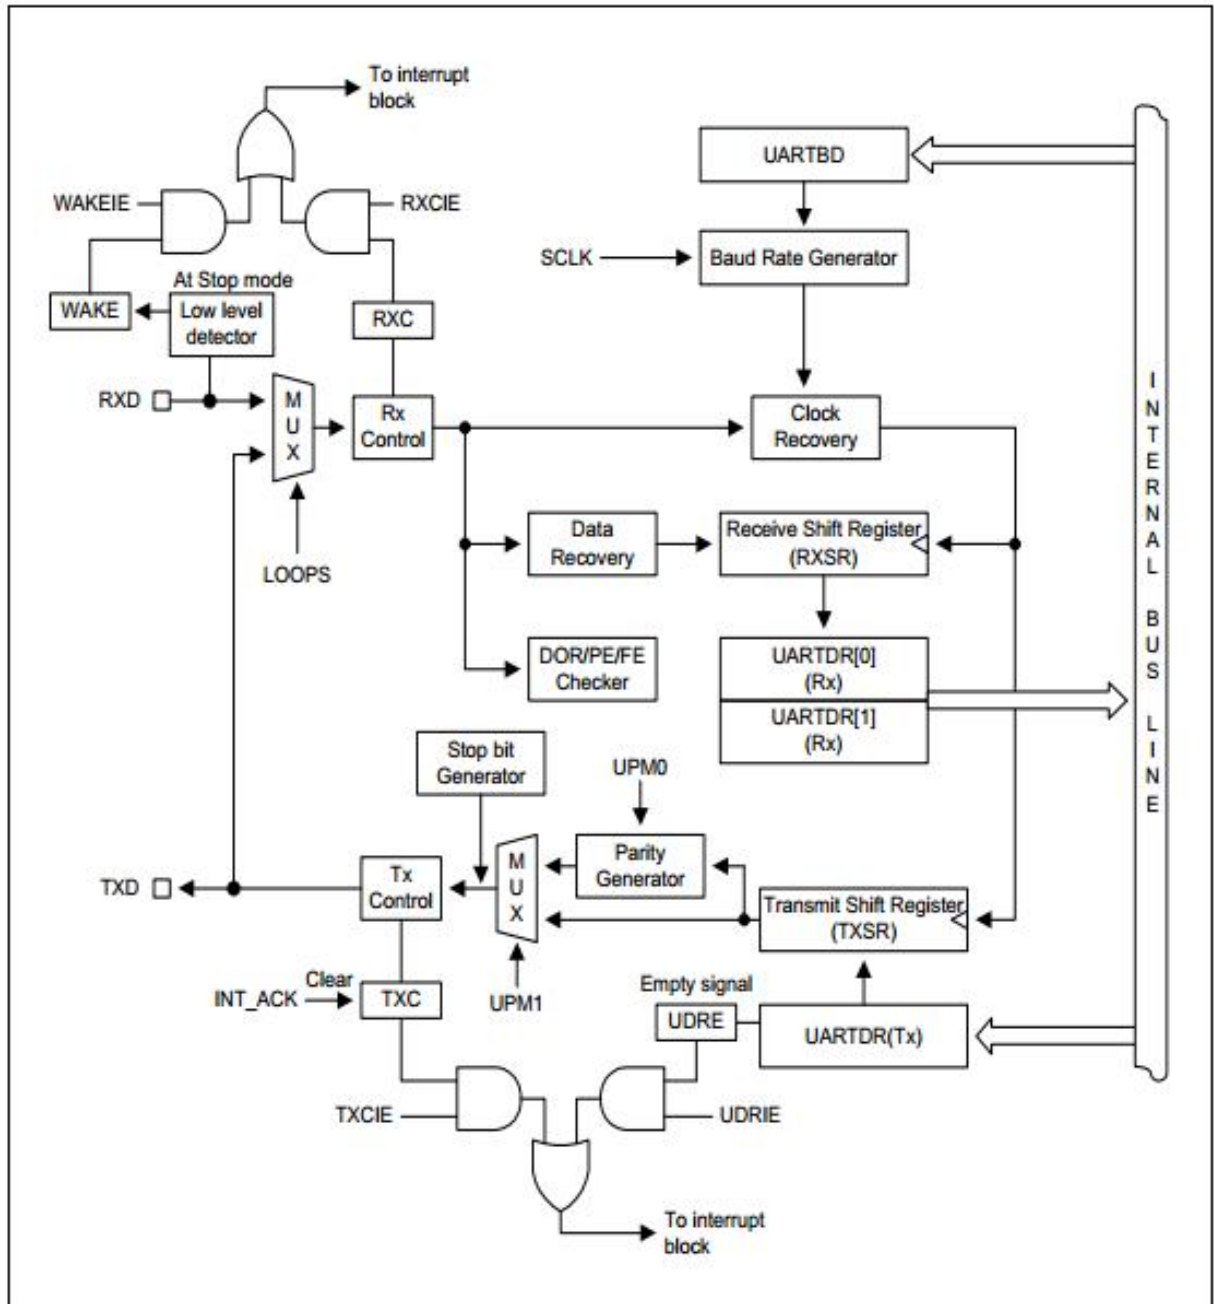 To interrupt
block
UARTBD
WAKEIE
RXCIE
SCLK
Baud Rate Generator
At Stop mode
WAKE
Low level
detector
RXC
RXD
M
U
X
Rx
Control
Clock
Recovery
LOOPS
Data
Recovery
Receive Shift Register
(RXSR)
DOR/PE/FE
Checker
UARTDR[0]
(Rx)
UARTDR[1]
(Rx)
INTERNAL BUS LINE
Stop bit
Generator
UPM0
M
U
X
Parity
Generator
TXD
Tx
Control
Transmit Shift Register
(TXSR)
Clear
INT_ACK
TXC
UPM1
Empty signal
UDRE
UARTDR(Tx)
TXCIE
UDRIE
To interrupt
block